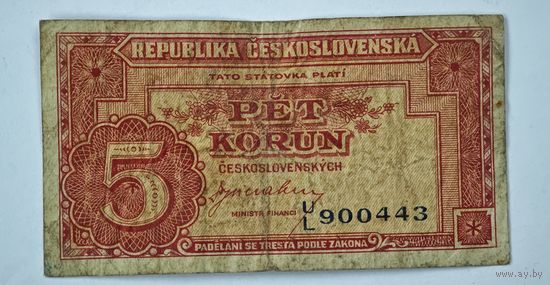 REPUBLIKA ČESKOSLOVENSKÁ
TATO STÁTOVKA PLATÍ
PĚT
KORUN
ČESKOSLOVENSKÝCH
5
MINISTR FINANCÍ
U/L 900443
PADĚLÁNÍ SE TRESTÁ PODLE ZÁKONA
www.ay.by